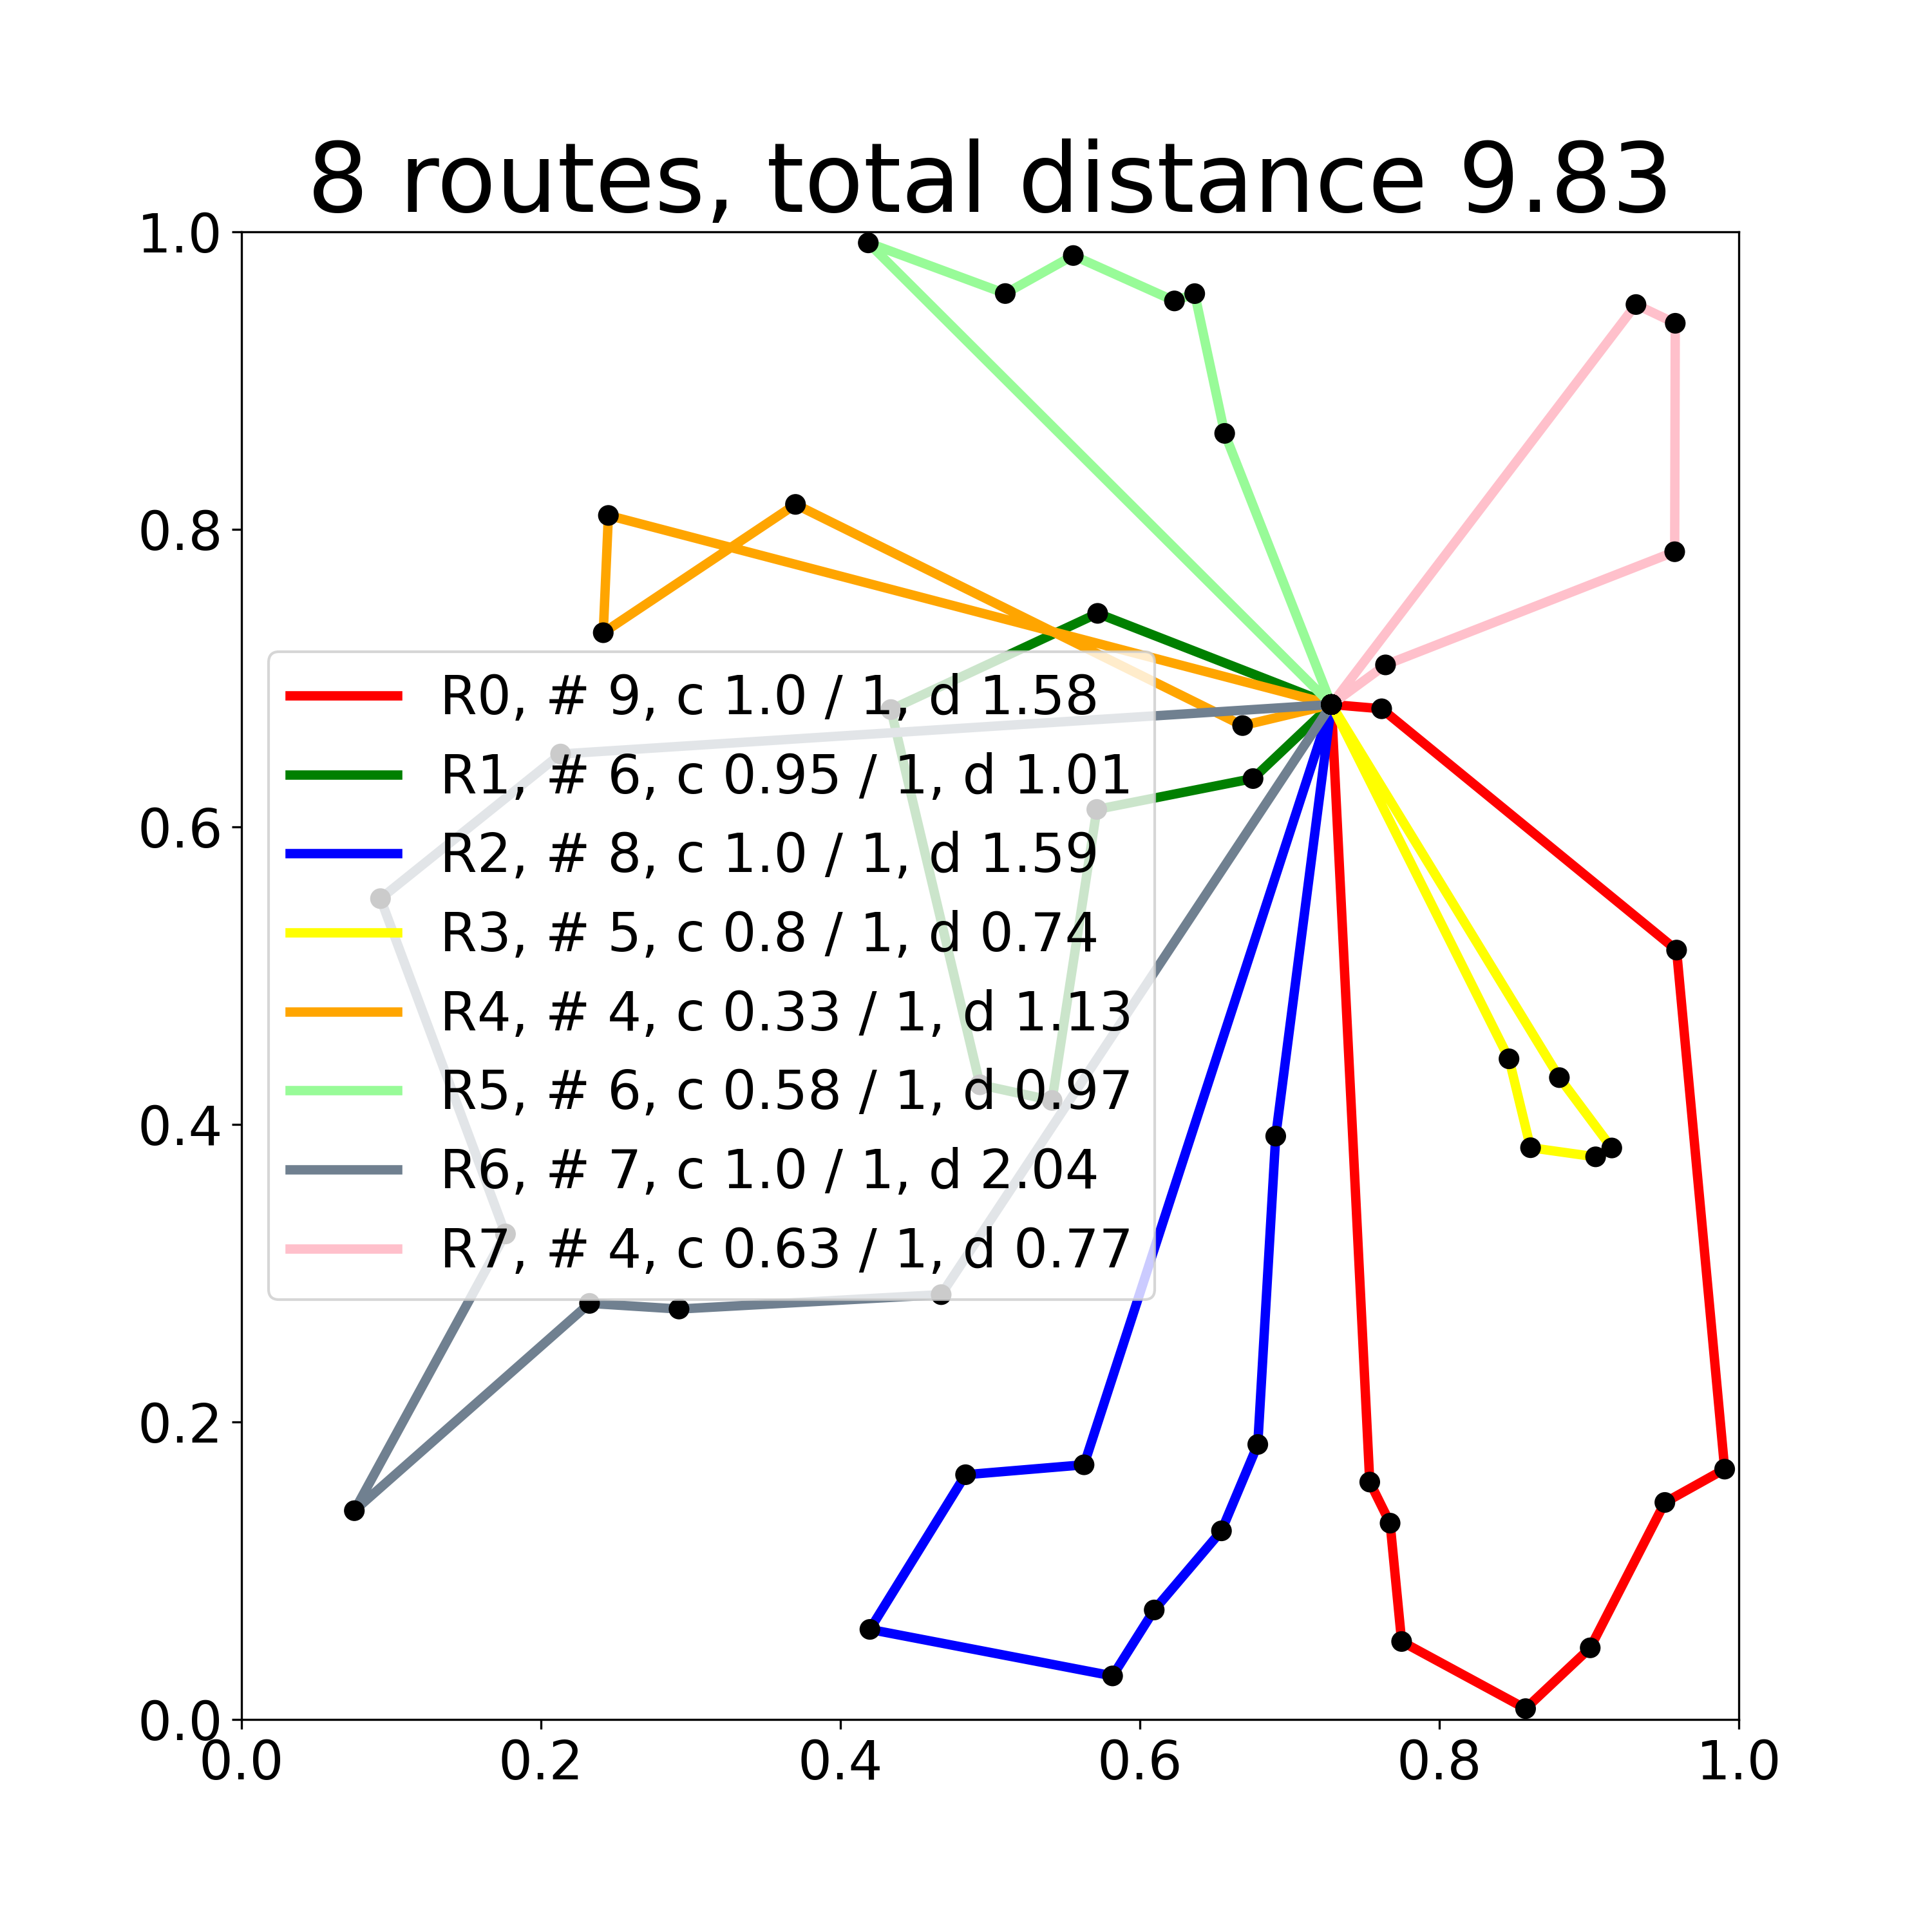 8 routes, total distance 9.83
1.0
0.8
0.6
0.4
0.2
0.0
R0, # 9, c 1.0 / 1, d 1.58
R1, # 6, c 0.95 / 1, d 1.01
R2, # 8, c 1.0 / 1, d 1.59
R3, # 5, c 0.8 / 1, d 0.74
R4, # 4, c 0.33 / 1, d 1.13
R5, # 6, c 0.58 / 1, d 0.97
R6, # 7, c 1.0 / 1, d 2.04
R7, # 4, c 0.63 / 1, d 0.77
0.0 0.2 0.4 0.6 0.8 1.0